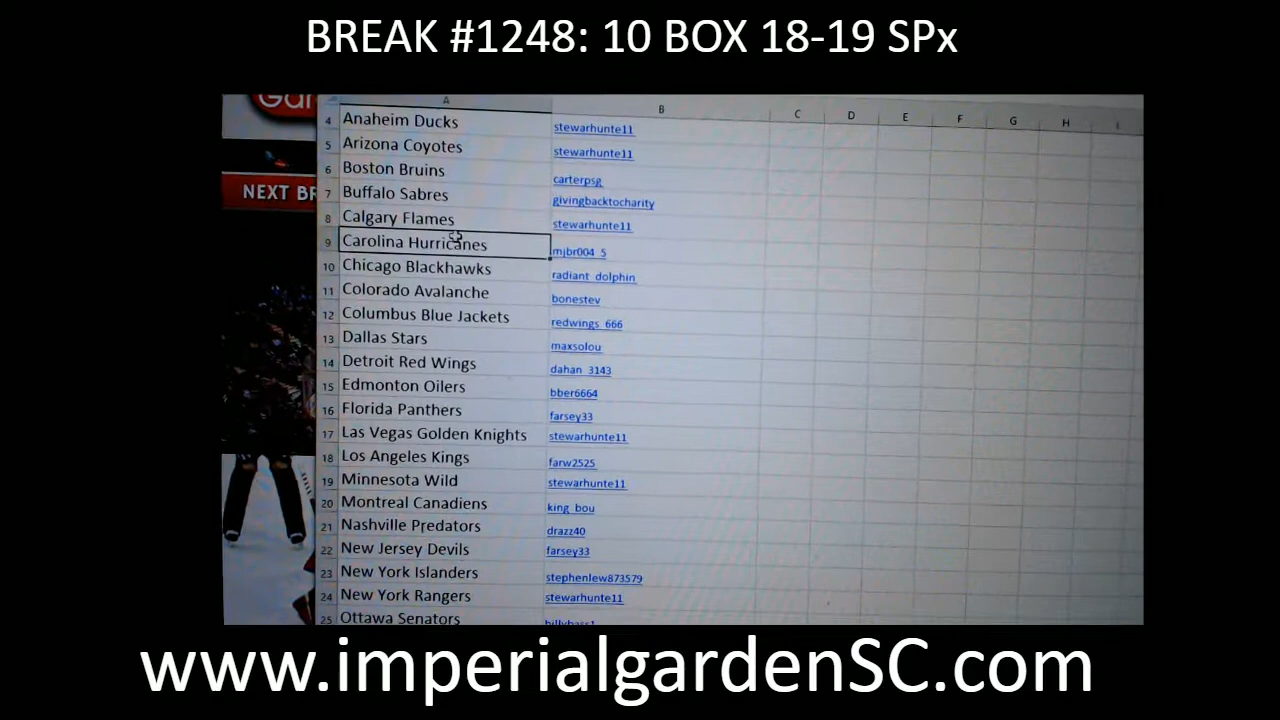 BREAK #1248: 10 BOX 18-19 SPx
Gar
NEXT BR
A B C D E F G H I
4 Anaheim Ducks stewarhunte11
5 Arizona Coyotes stewarhunte11
6 Boston Bruins carterpsg
7 Buffalo Sabres givingbacktocharity
8 Calgary Flames stewarhunte11
9 Carolina Hurricanes mjbr004_5
10 Chicago Blackhawks radiant_dolphin
11 Colorado Avalanche bonestev
12 Columbus Blue Jackets redwings_666
13 Dallas Stars maxsolou
14 Detroit Red Wings dahan_3143
15 Edmonton Oilers bber6664
16 Florida Panthers farsey33
17 Las Vegas Golden Knights stewarhunte11
18 Los Angeles Kings farw2525
19 Minnesota Wild stewarhunte11
20 Montreal Canadiens king_bou
21 Nashville Predators drazz40
22 New Jersey Devils farsey33
23 New York Islanders stephenlew873579
24 New York Rangers stewarhunte11
25 Ottawa Senators billybass1
www.imperialgardenSC.com